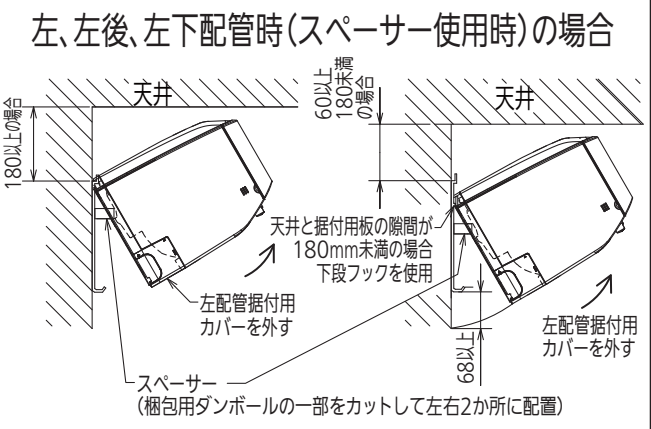 左、左後、左下配管時(スペーサー使用時)の場合
天井
180以上の場合
左配管据付用
カバーを外す
60以上
180未満
の場合
天井
天井と据付用板の隙間が
180mm未満の場合
下段フックを使用
左配管据付用
カバーを外す
68以上
スペーサー
(梱包用ダンボールの一部をカットして左右2か所に配置)